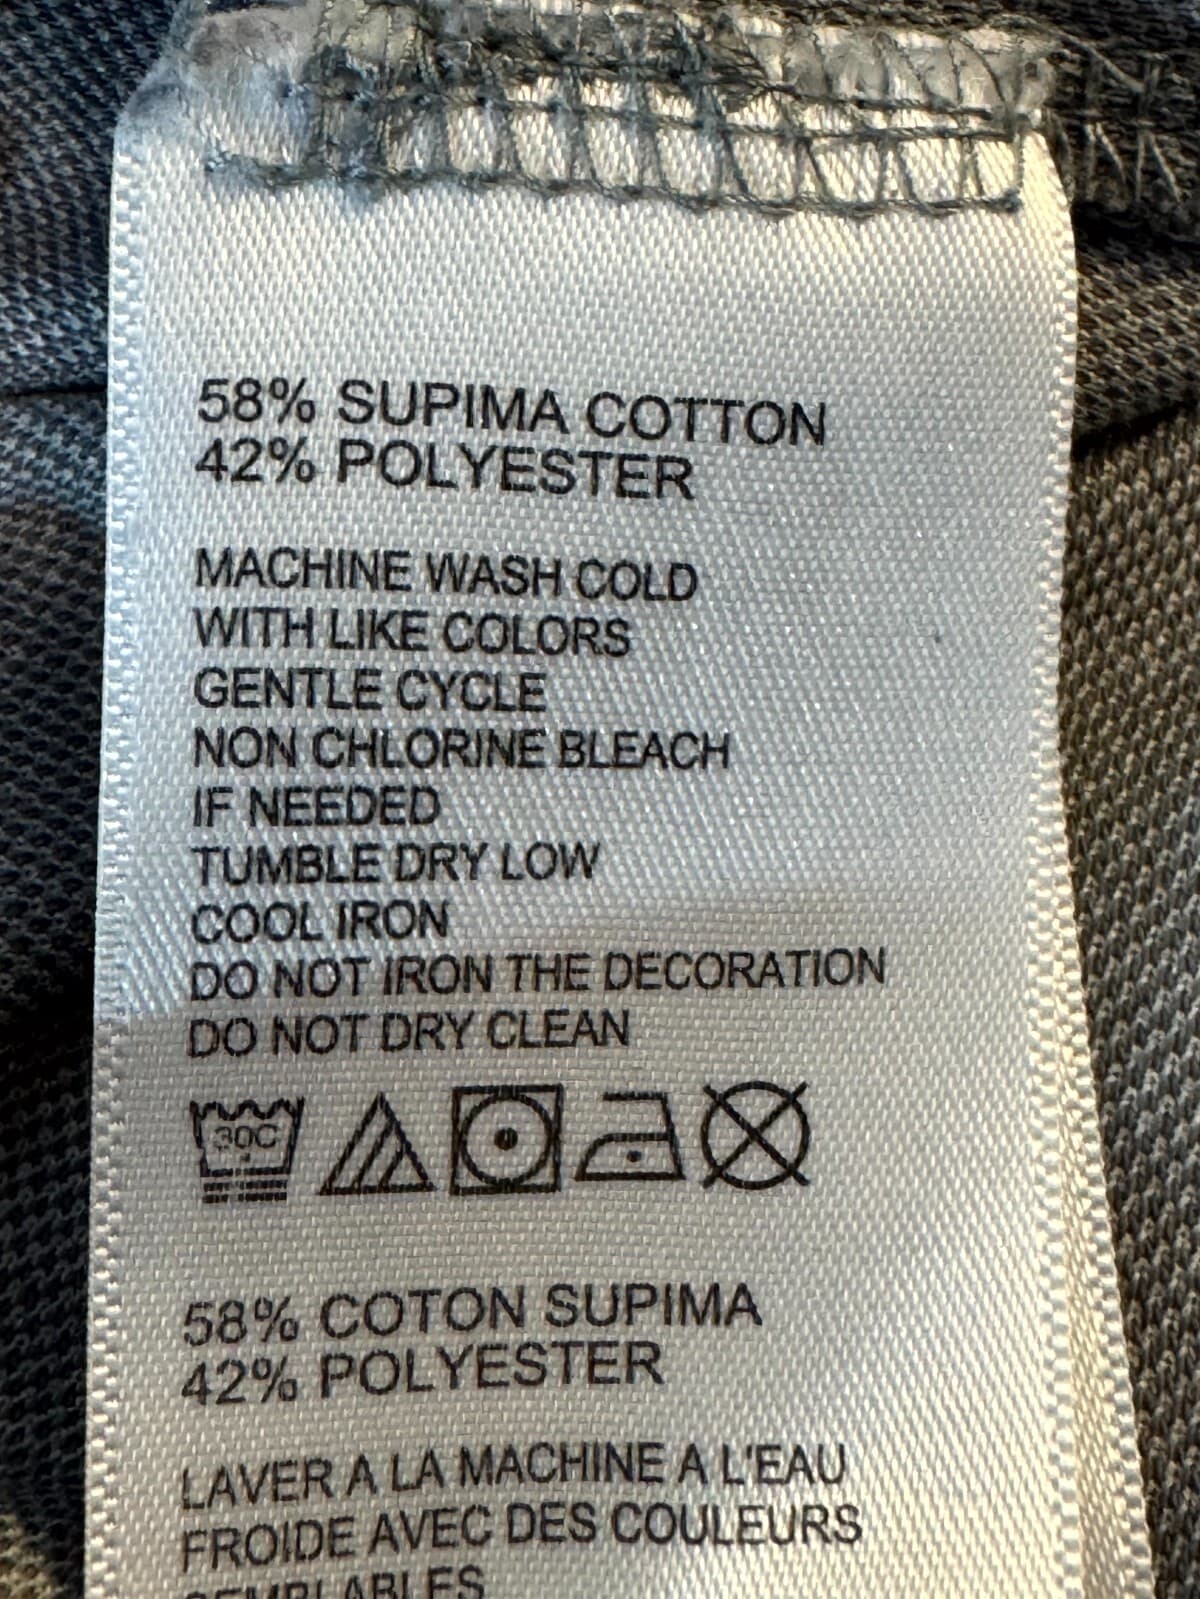 58% SUPIMA COTTON
42% POLYESTER
MACHINE WASH COLD
WITH LIKE COLORS
GENTLE CYCLE
NON CHLORINE BLEACH
IF NEEDED
TUMBLE DRY LOW
COOL IRON
DO NOT IRON THE DECORATION
DO NOT DRY CLEAN
30C
58% COTON SUPIMA
42% POLYESTER
LAVER A LA MACHINE A L'EAU
FROIDE AVEC DES COULEURS
SEMBLABLES